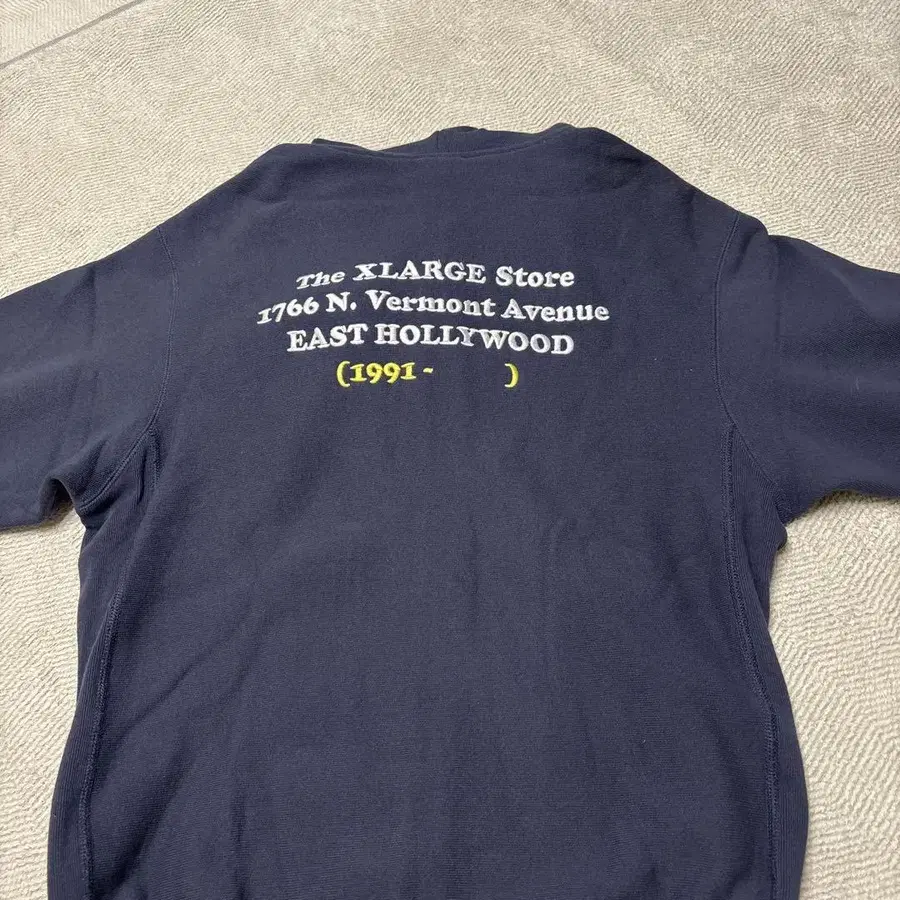 The XLARGE Store
1766 N. Vermont Avenue
EAST HOLLYWOOD
(1991 - )